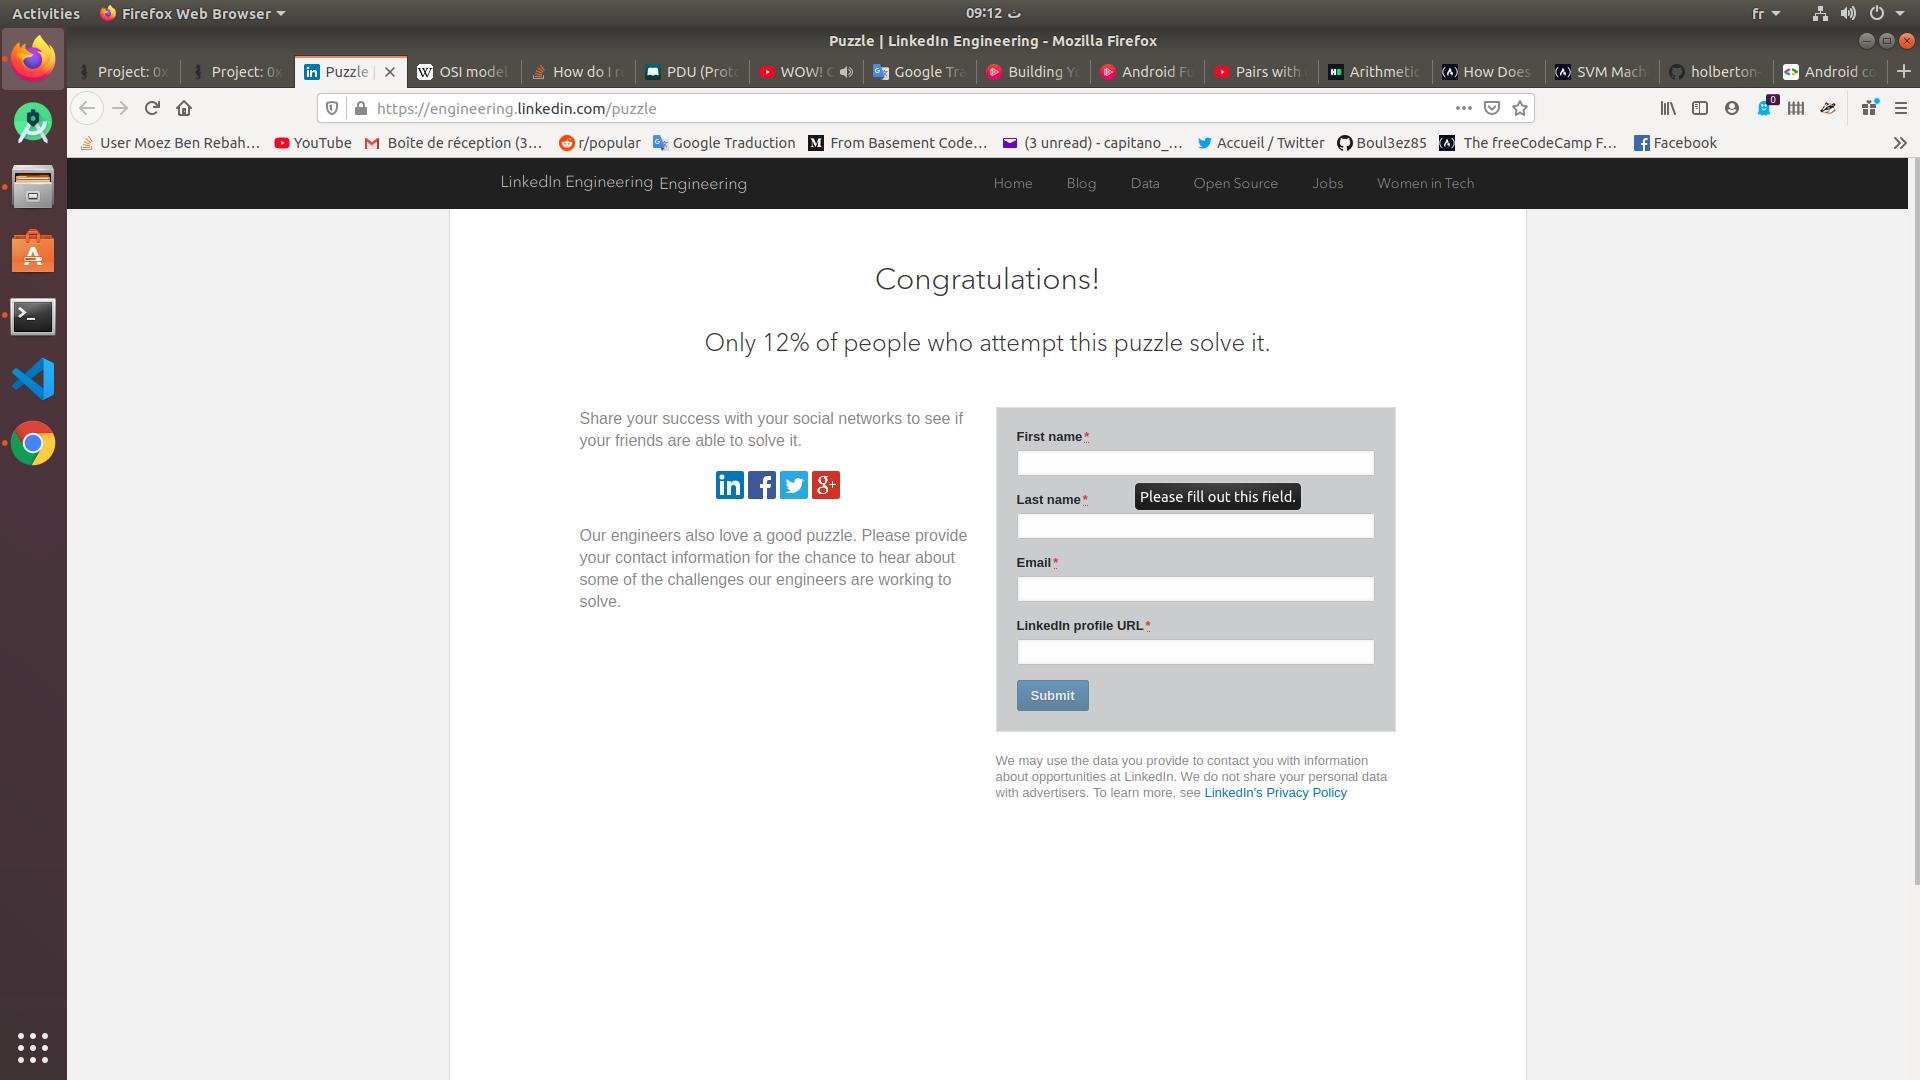 Activities
Firefox Web Browser
09:12 ث
fr
Puzzle | LinkedIn Engineering - Mozilla Firefox
Project: 0x
Project: 0x
Puzzle |
OSI model
How do I re
PDU (Proto
WOW! C
Google Tra
Building Yo
Android Fu
Pairs with
Arithmetic
How Does
SVM Mach
holberton-
Android co
https://engineering.linkedin.com/puzzle
0
User Moez Ben Rebah…
YouTube
Boîte de réception (3…
r/popular
Google Traduction
From Basement Code…
(3 unread) - capitano_…
Accueil / Twitter
Boul3ez85
The freeCodeCamp F…
Facebook
LinkedIn Engineering Engineering
Home
Blog
Data
Open Source
Jobs
Women in Tech
Congratulations!
Only 12% of people who attempt this puzzle solve it.
Share your success with your social networks to see if
your friends are able to solve it.
Our engineers also love a good puzzle. Please provide
your contact information for the chance to hear about
some of the challenges our engineers are working to
solve.
First name*
Last name*
Please fill out this field.
Email*
LinkedIn profile URL*
Submit
We may use the data you provide to contact you with information
about opportunities at LinkedIn. We do not share your personal data
with advertisers. To learn more, see LinkedIn's Privacy Policy